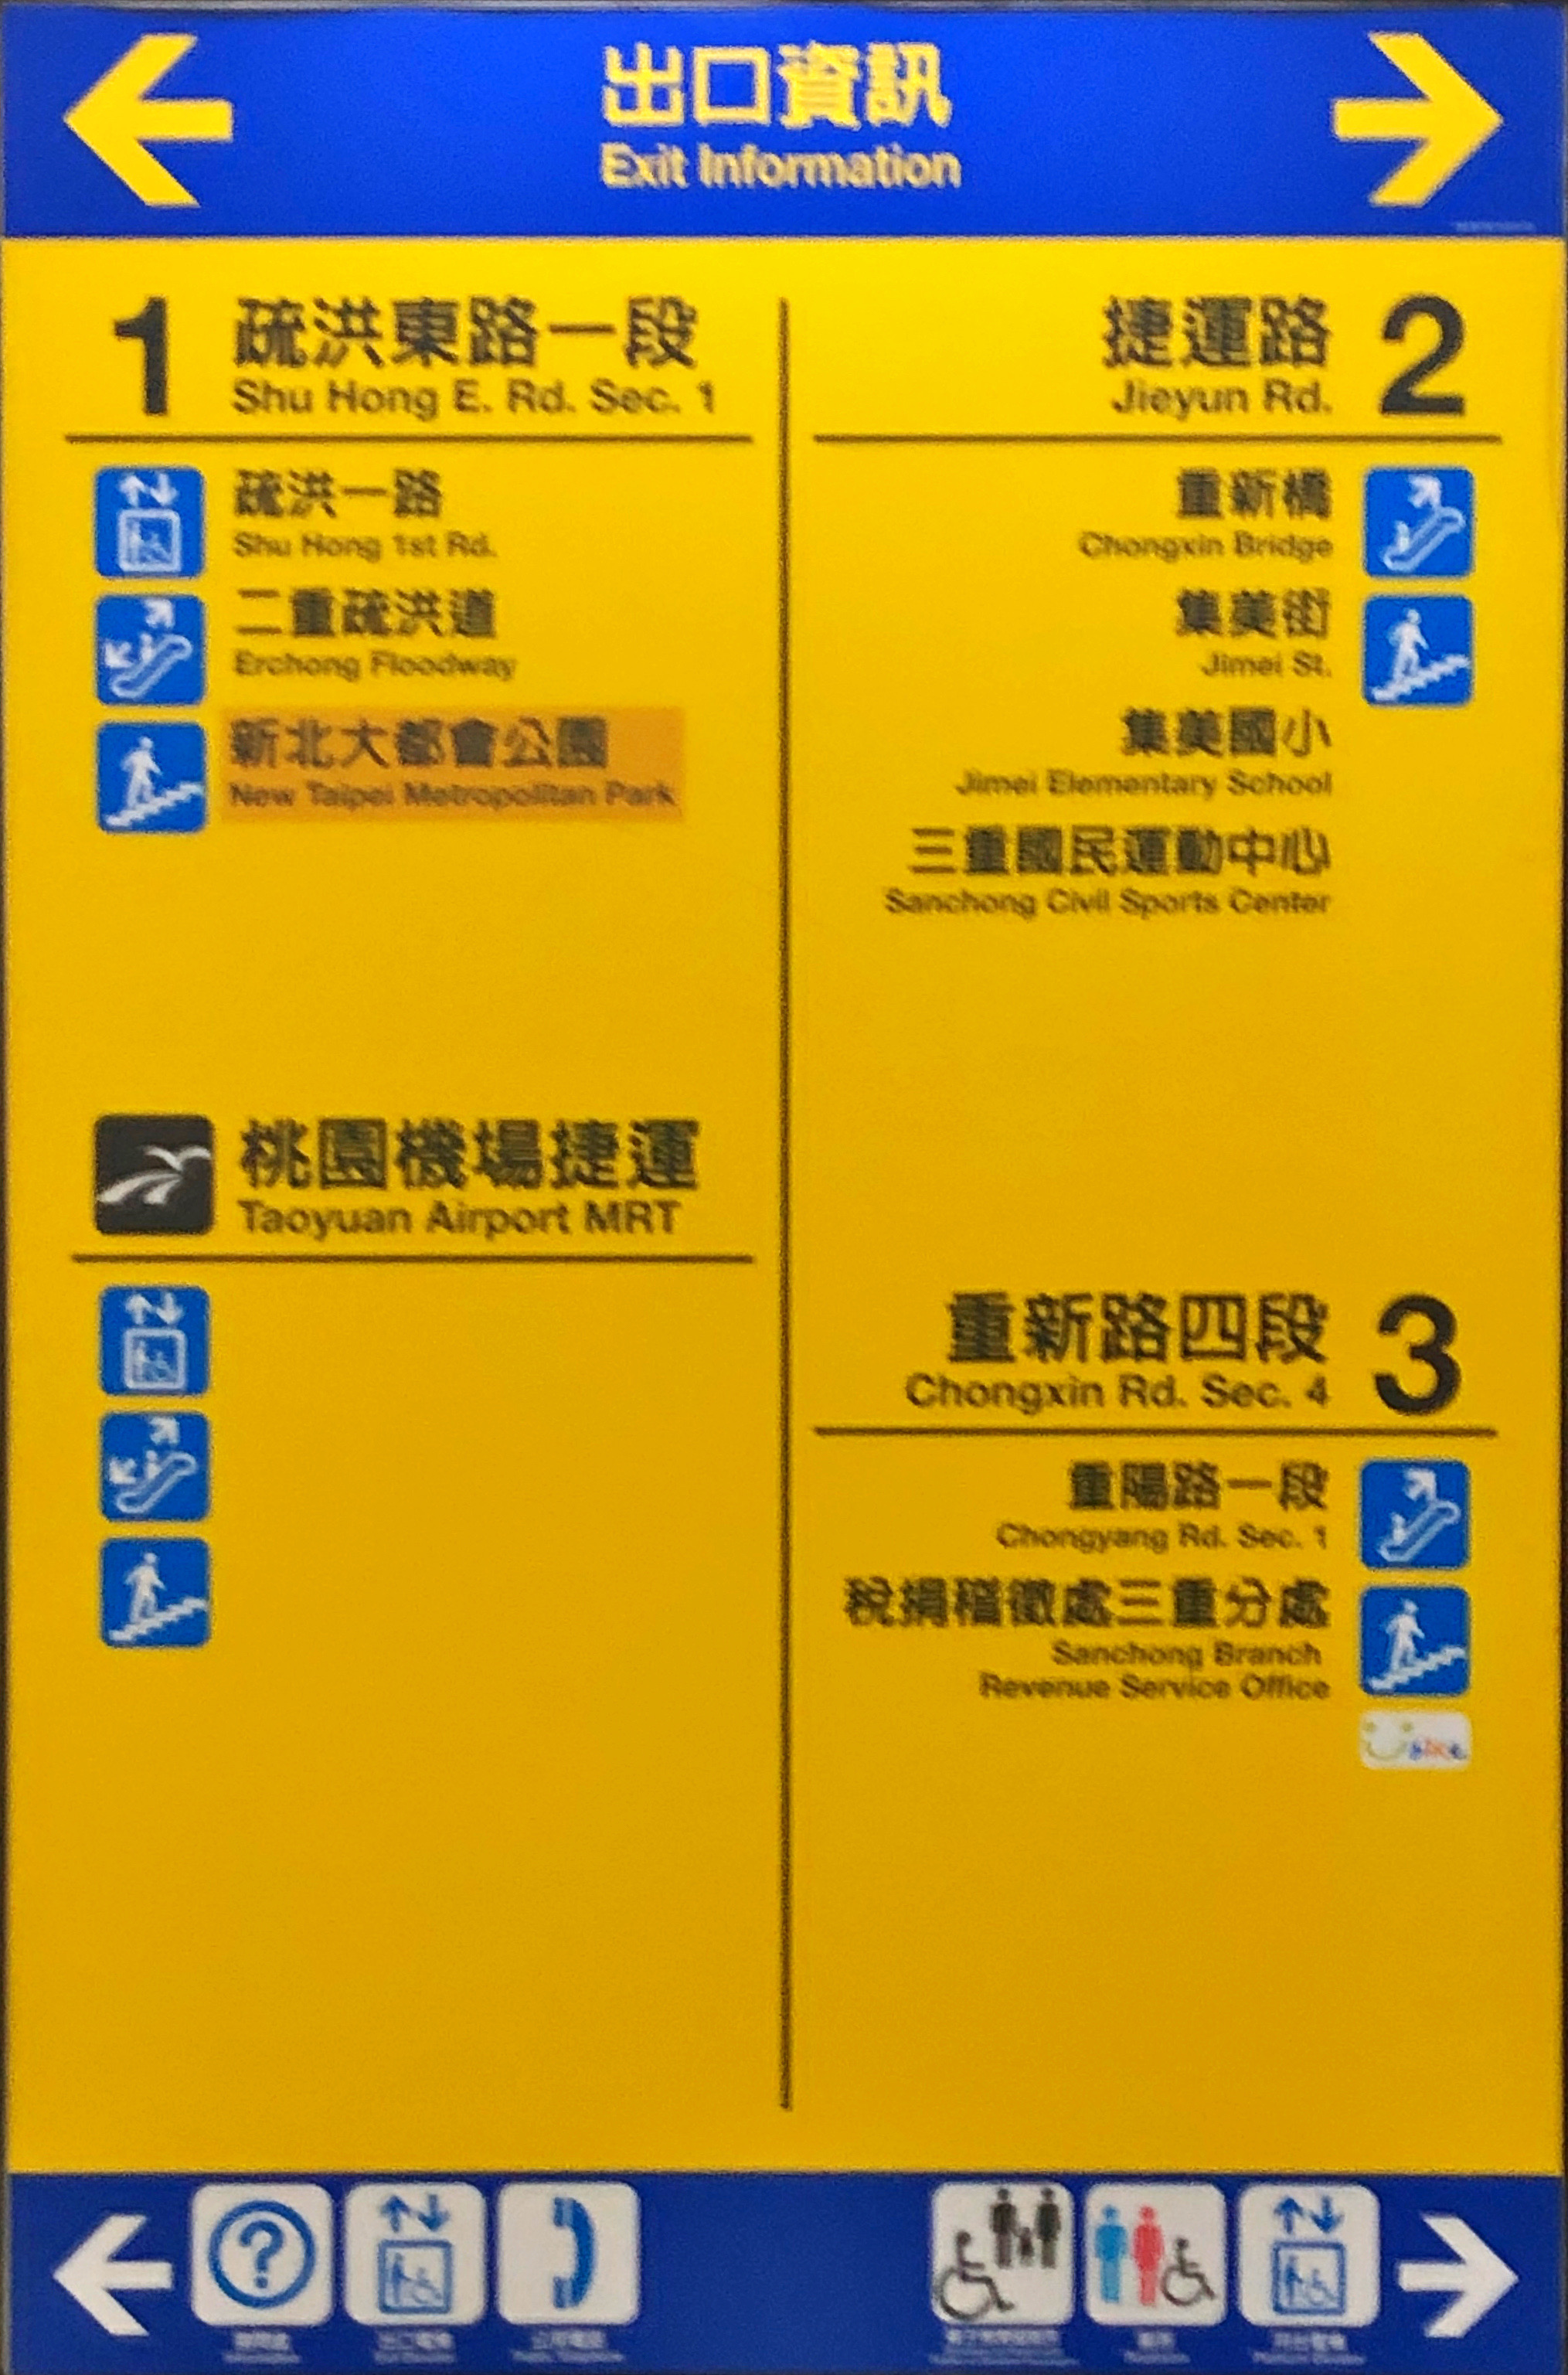 出口資訊
Exit Information
1
疏洪東路一段
Shu Hong E. Rd. Sec. 1
疏洪一路
Shu Hong 1st Rd.
二重疏洪道
Erchong Floodway
新北大都會公園
New Taipei Metropolitan Park
桃園機場捷運
Taoyuan Airport MRT
捷運路
Jieyun Rd.
2
重新橋
Chongxin Bridge
集美街
Jimei St.
集美國小
Jimei Elementary School
三重國民運動中心
Sanchong Civil Sports Center
重新路四段
Chongxin Rd. Sec. 4
3
重陽路一段
Chongyang Rd. Sec. 1
稅捐稽徵處三重分處
Sanchong Branch
Revenue Service Office
?